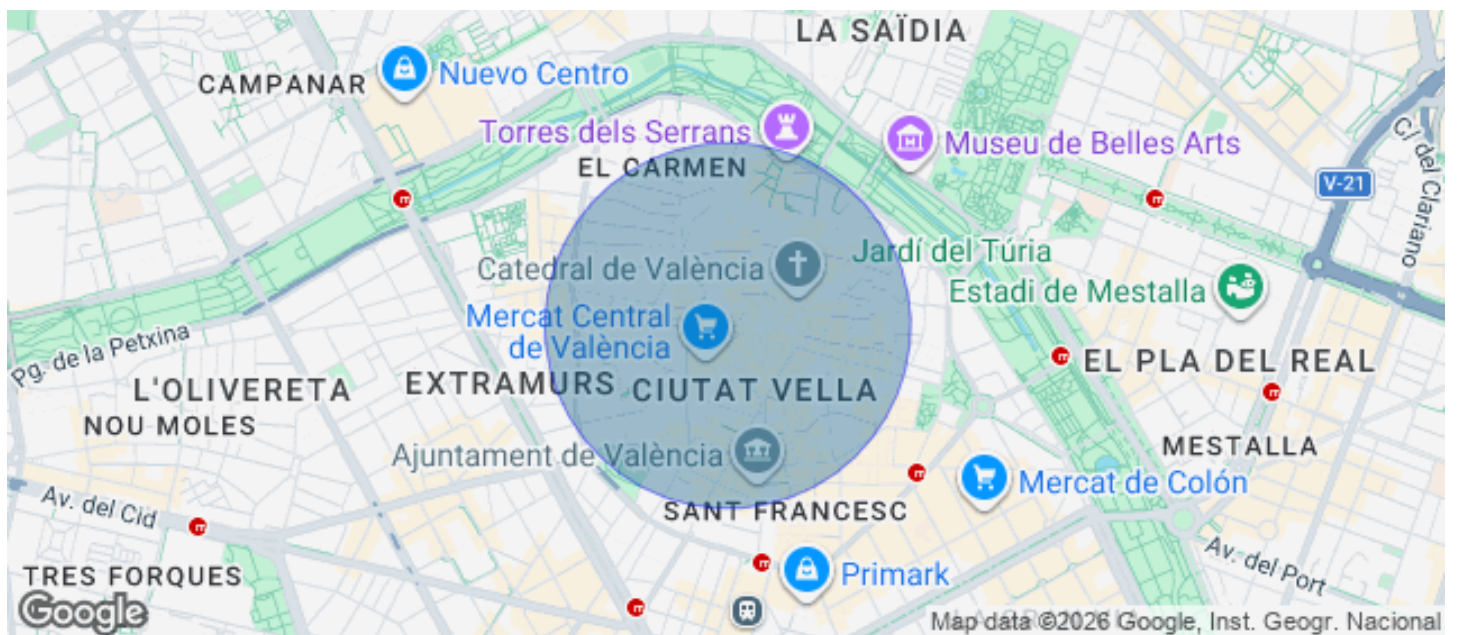 LA SAÏDIA
CAMPANAR
Nuevo Centro
Torres dels Serrans
Museu de Belles Arts
C/ del Clariano
EL CARMEN
V-21
Catedral de València
Jardí del Túria
Estadi de Mestalla
Mercat Central
de València
Pg. de la Petxina
EL PLA DEL REAL
L'OLIVERETA
EXTRAMURS
CIUTAT VELLA
NOU MOLES
Ajuntament de València
MESTALLA
Mercat de Colón
Av. del Cid
SANT FRANCESC
Av. del Port
TRES FORQUES
Primark
Google
Map data ©2026 Google, Inst. Geogr. Nacional